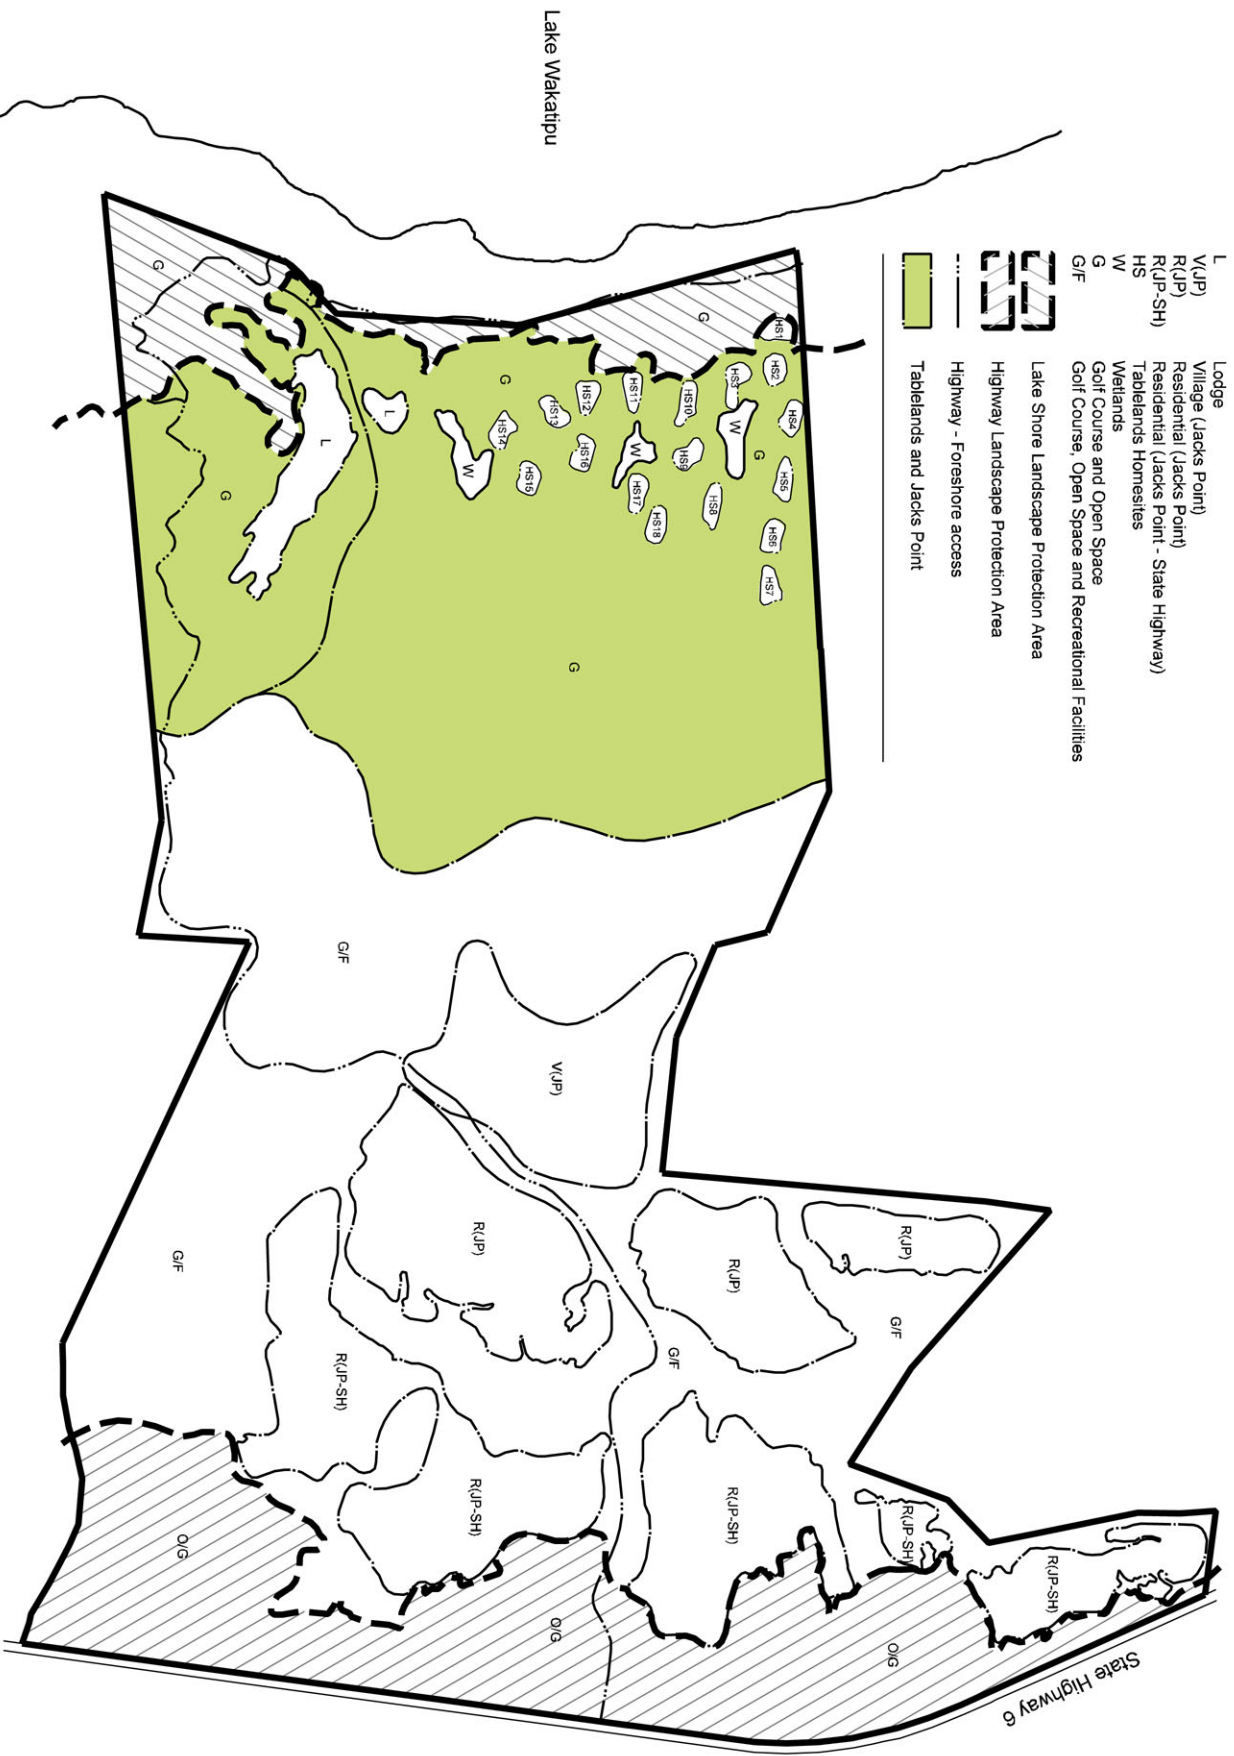 Lake Wakatipu
L Lodge
V(JP) Village (Jacks Point)
R(JP) Residential (Jacks Point)
R(JP-SH) Residential (Jacks Point - State Highway)
HS Tablelands Homesites
W Wetlands
G Golf Course and Open Space
G/F Golf Course, Open Space and Recreational Facilities
Lake Shore Landscape Protection Area
Highway Landscape Protection Area
Highway - Foreshore access
Tablelands and Jacks Point
HS1
HS2
HS3
HS4
HS5
HS6
HS7
HS8
HS9
HS10
HS11
HS12
HS13
HS14
HS15
HS16
HS17
HS18
W
W
W
L
L
G
G
G
G
G
G
G/F
V(JP)
R(JP)
R(JP)
R(JP)
G/F
G/F
G/F
R(JP-SH)
R(JP-SH)
R(JP-SH)
R(JP-SH)
R(JP-SH)
O/G
O/G
O/G
State Highway 6